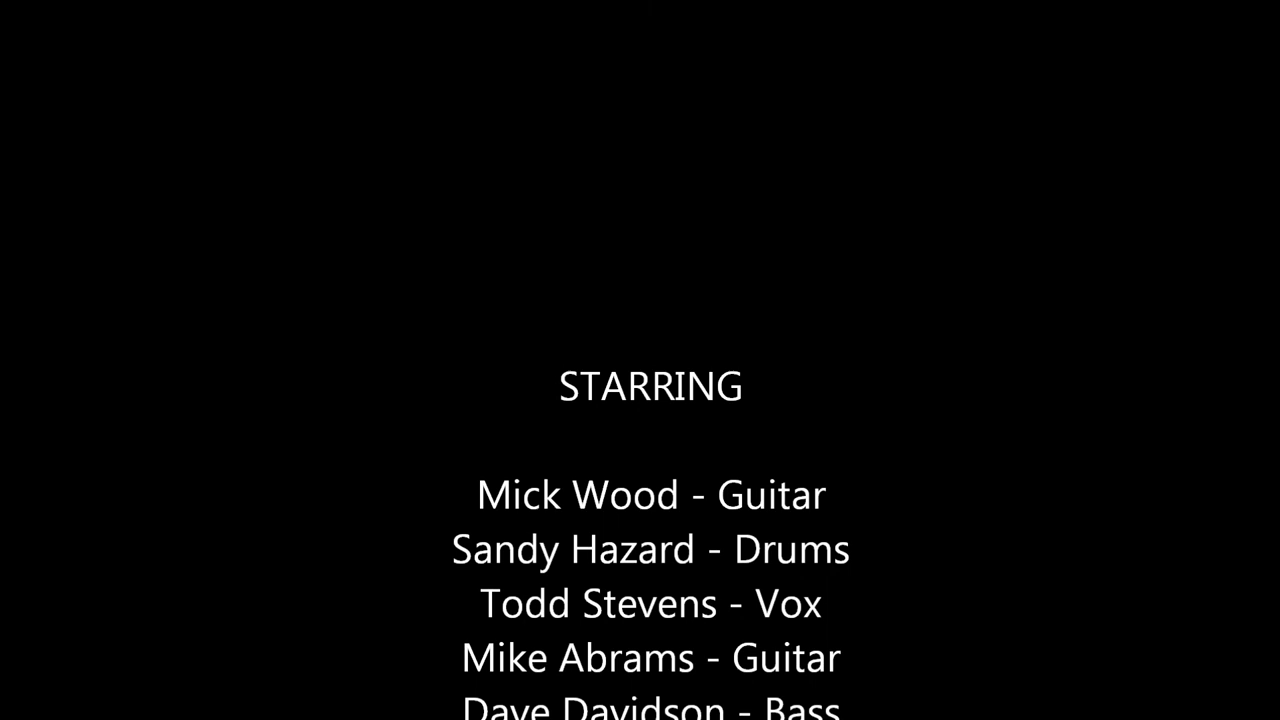 STARRING
Mick Wood - Guitar
Sandy Hazard - Drums
Todd Stevens - Vox
Mike Abrams - Guitar
Dave Davidson - Bass